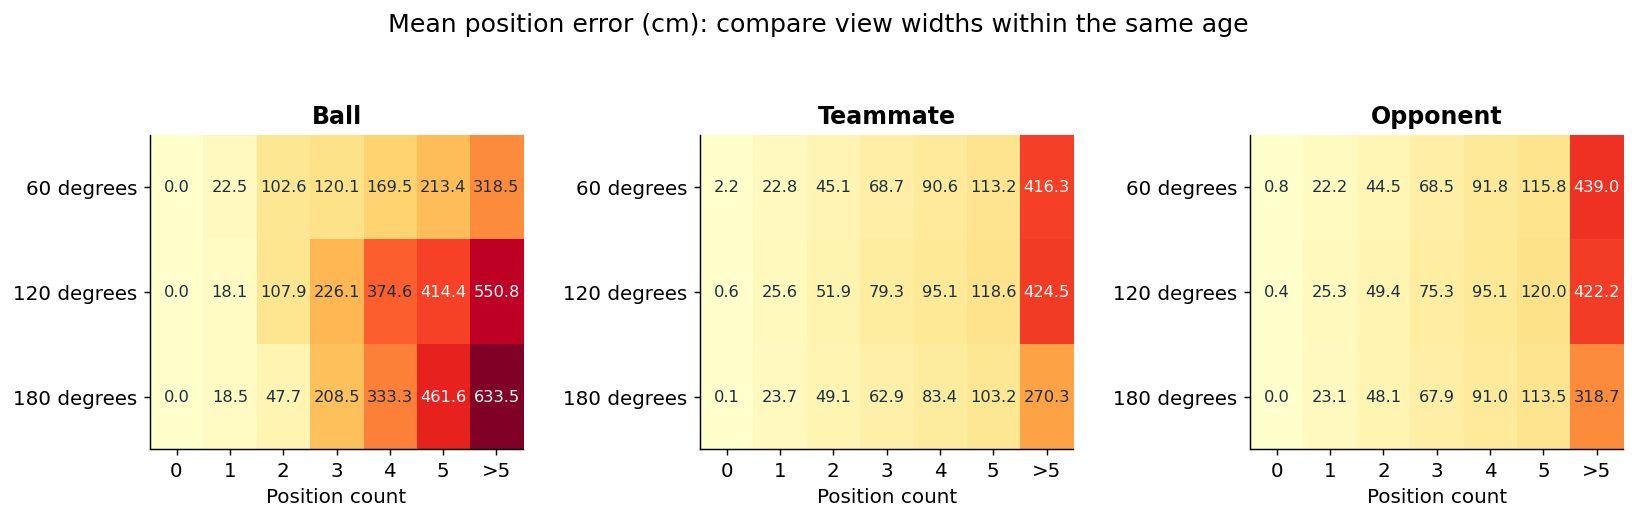 Mean position error (cm): compare view widths within the same age
Ball
60 degrees 0.0 22.5 102.6 120.1 169.5 213.4 318.5
120 degrees 0.0 18.1 107.9 226.1 374.6 414.4 550.8
180 degrees 0.0 18.5 47.7 208.5 333.3 461.6 633.5
0 1 2 3 4 5 >5
Position count
Teammate
60 degrees 2.2 22.8 45.1 68.7 90.6 113.2 416.3
120 degrees 0.6 25.6 51.9 79.3 95.1 118.6 424.5
180 degrees 0.1 23.7 49.1 62.9 83.4 103.2 270.3
0 1 2 3 4 5 >5
Position count
Opponent
60 degrees 0.8 22.2 44.5 68.5 91.8 115.8 439.0
120 degrees 0.4 25.3 49.4 75.3 95.1 120.0 422.2
180 degrees 0.0 23.1 48.1 67.9 91.0 113.5 318.7
0 1 2 3 4 5 >5
Position count